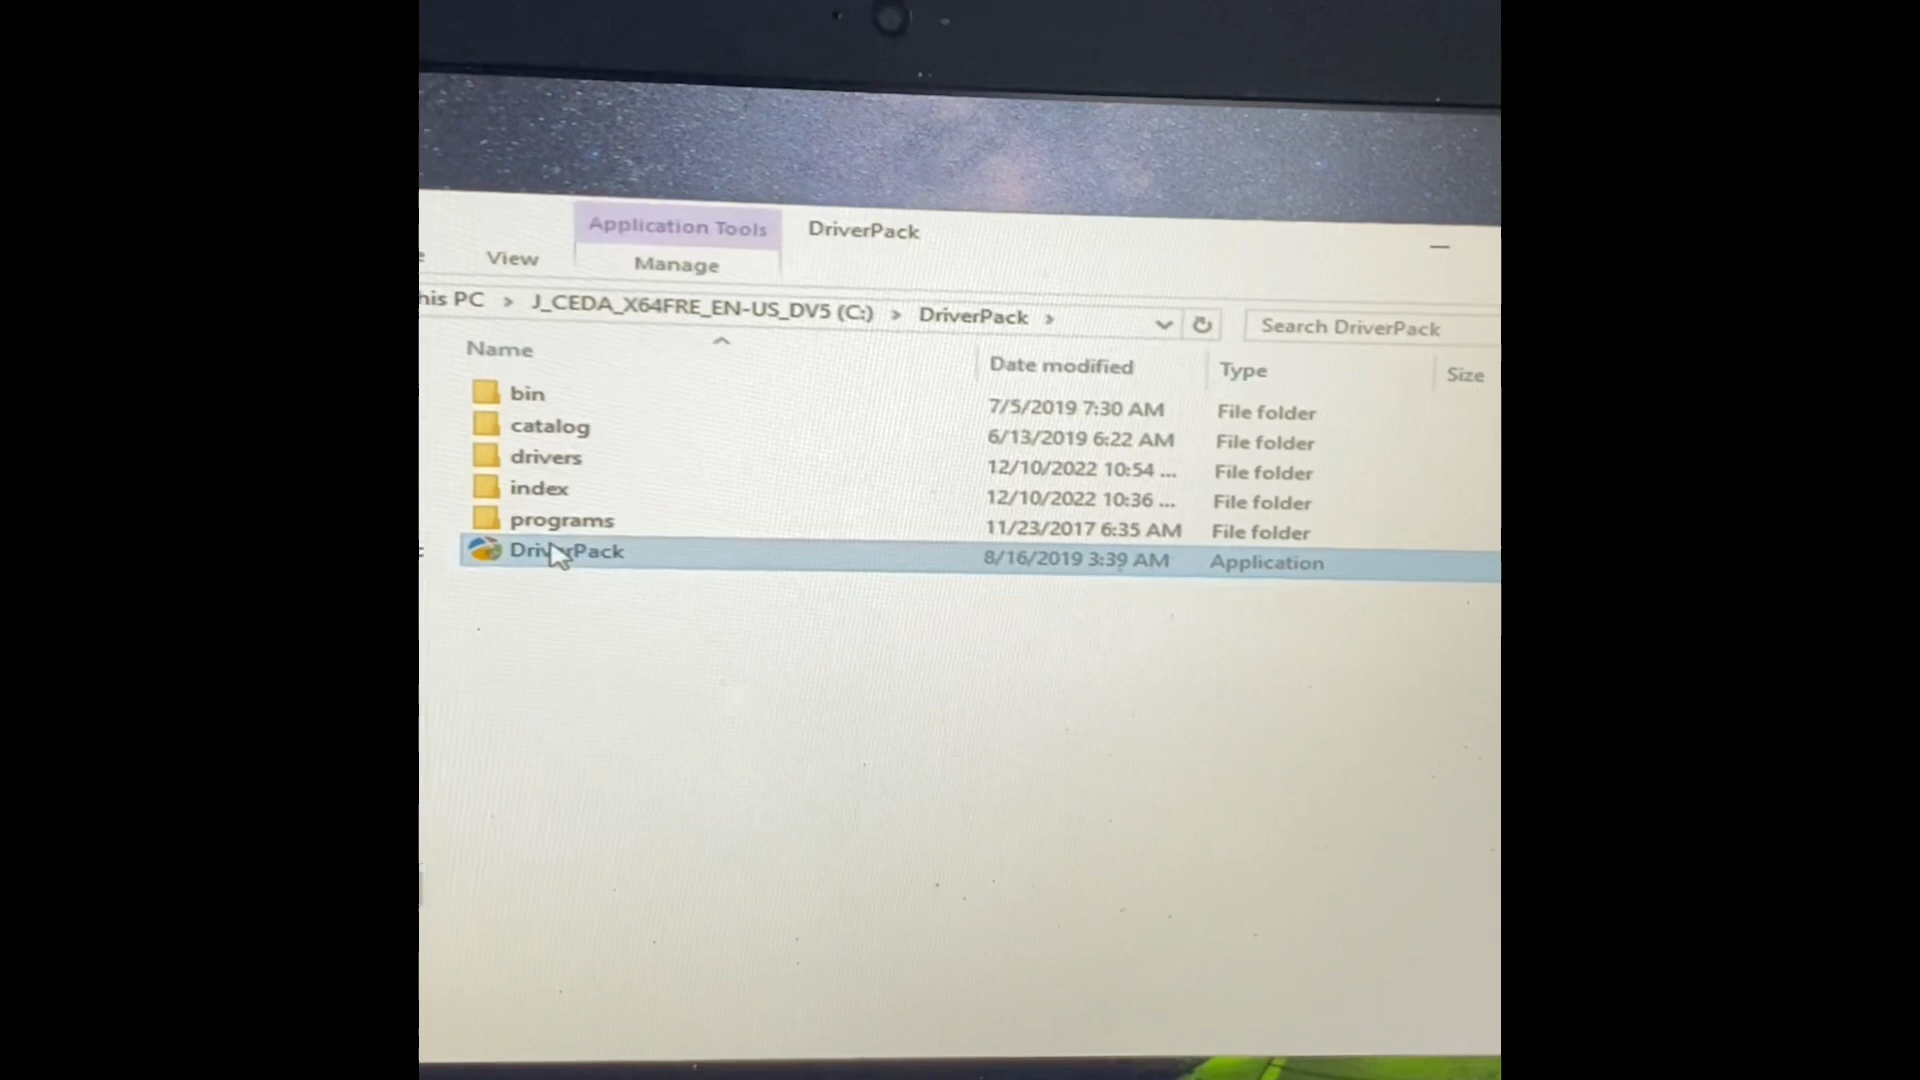 Application Tools DriverPack
View Manage
his PC > J_CEDA_X64FRE_EN-US_DV5 (C:) > DriverPack > Search DriverPack
Name Date modified Type Size
bin 7/5/2019 7:30 AM File folder
catalog 6/13/2019 6:22 AM File folder
drivers 12/10/2022 10:54 ... File folder
index 12/10/2022 10:36 ... File folder
programs 11/23/2017 6:35 AM File folder
DriverPack 8/16/2019 3:39 AM Application